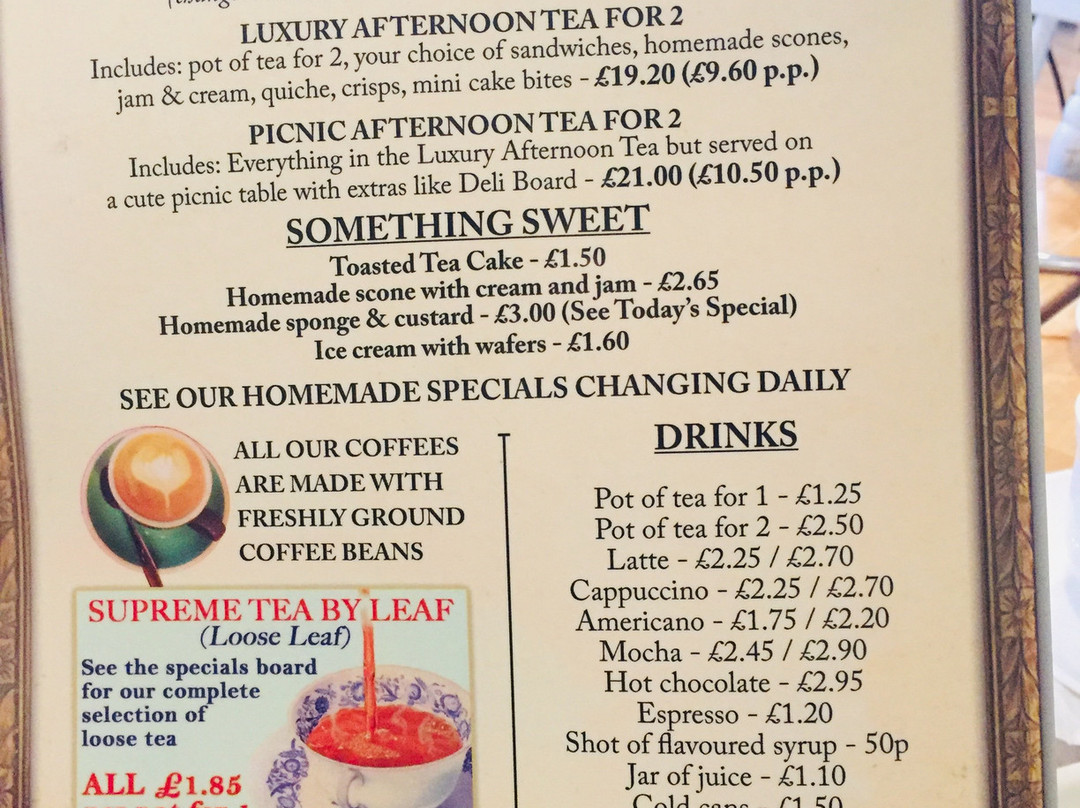 LUXURY AFTERNOON TEA FOR 2
Includes: pot of tea for 2, your choice of sandwiches, homemade scones,
jam & cream, quiche, crisps, mini cake bites - £19.20 (£9.60 p.p.)
PICNIC AFTERNOON TEA FOR 2
Includes: Everything in the Luxury Afternoon Tea but served on
a cute picnic table with extras like Deli Board - £21.00 (£10.50 p.p.)
SOMETHING SWEET
Toasted Tea Cake - £1.50
Homemade scone with cream and jam - £2.65
Homemade sponge & custard - £3.00 (See Today's Special)
Ice cream with wafers - £1.60
SEE OUR HOMEMADE SPECIALS CHANGING DAILY
ALL OUR COFFEES
ARE MADE WITH
FRESHLY GROUND
COFFEE BEANS
SUPREME TEA BY LEAF
(Loose Leaf)
See the specials board
for our complete
selection of
loose tea
ALL £1.85
DRINKS
Pot of tea for 1 - £1.25
Pot of tea for 2 - £2.50
Latte - £2.25 / £2.70
Cappuccino - £2.25 / £2.70
Americano - £1.75 / £2.20
Mocha - £2.45 / £2.90
Hot chocolate - £2.95
Espresso - £1.20
Shot of flavoured syrup - 50p
Jar of juice - £1.10
Cold cans - £1.50